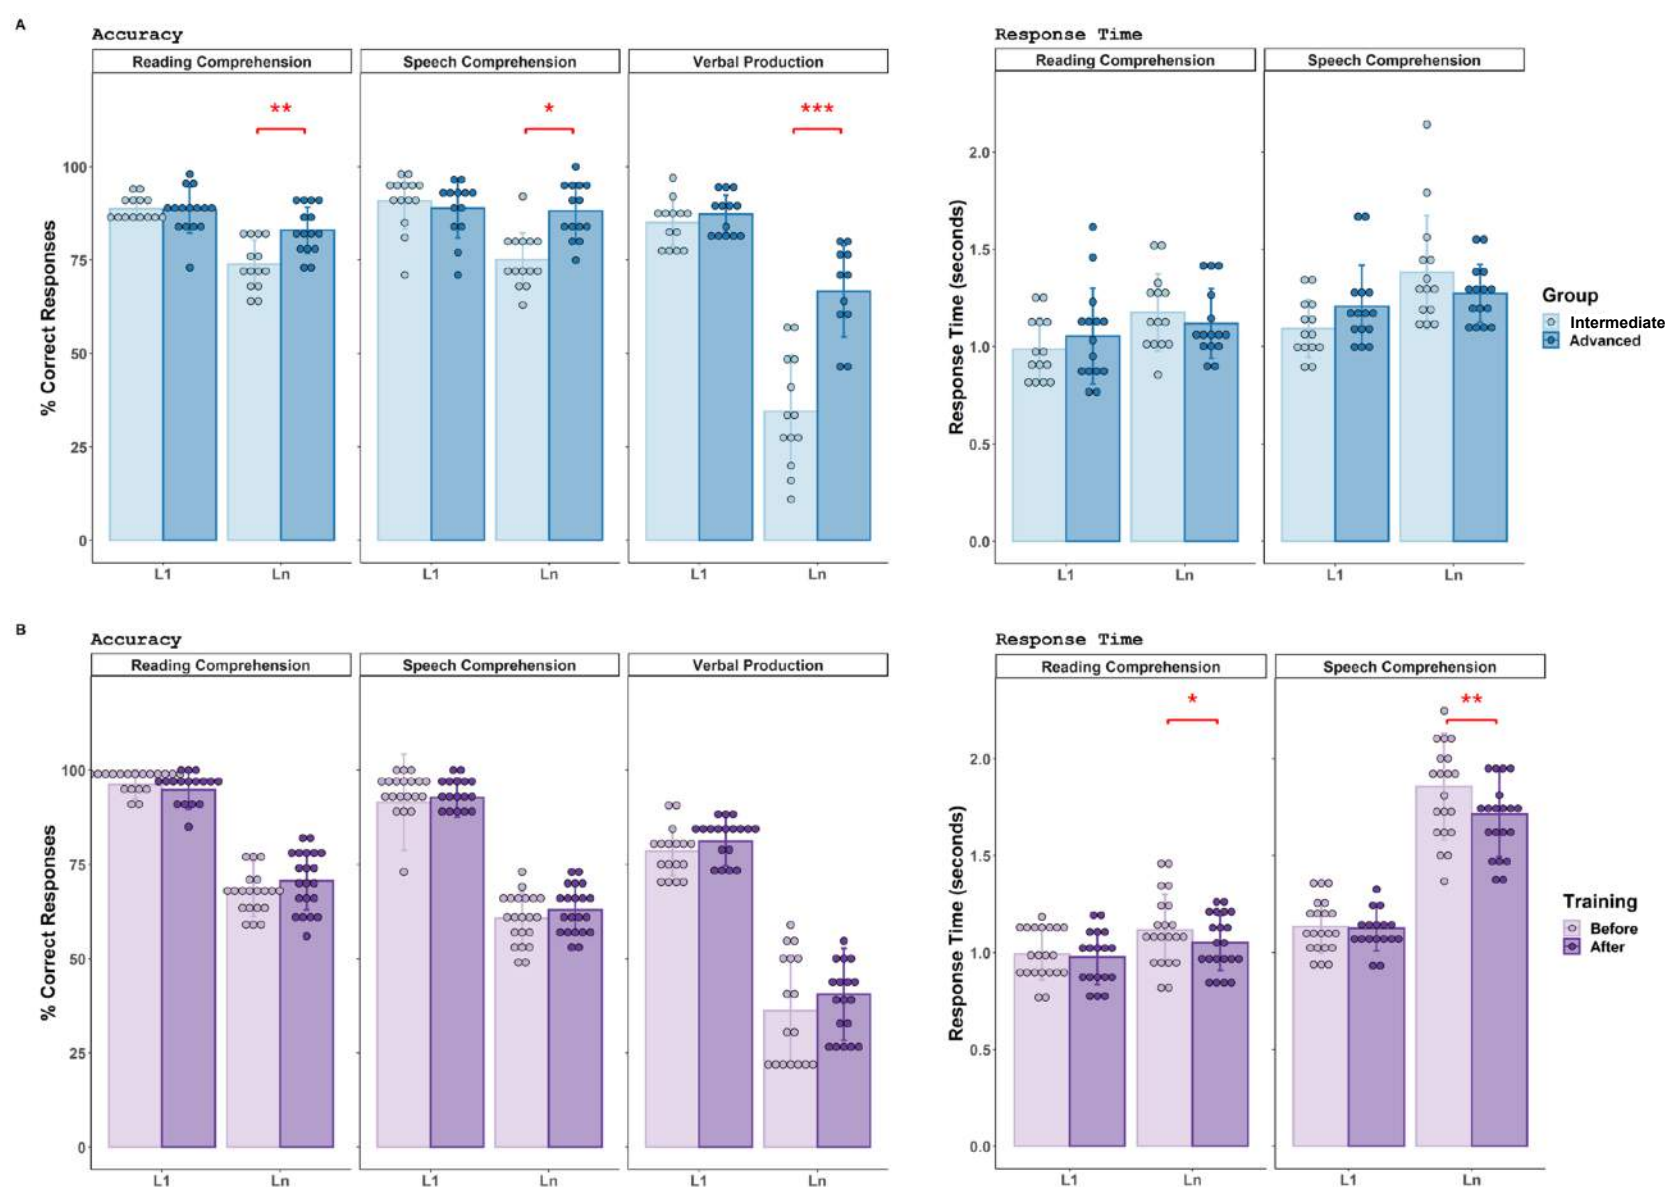 A
Accuracy
Response Time
Reading Comprehension
Speech Comprehension
Verbal Production
Reading Comprehension
Speech Comprehension
**
*
***
% Correct Responses
100
75
50
25
0
L1
Ln
L1
Ln
L1
Ln
Response Time (seconds)
2.0
1.5
1.0
0.5
0.0
L1
Ln
L1
Ln
Group
Intermediate
Advanced
B
Accuracy
Response Time
Reading Comprehension
Speech Comprehension
Verbal Production
Reading Comprehension
Speech Comprehension
*
**
% Correct Responses
100
75
50
25
0
L1
Ln
L1
Ln
L1
Ln
Response Time (seconds)
2.0
1.5
1.0
0.5
0.0
L1
Ln
L1
Ln
Training
Before
After